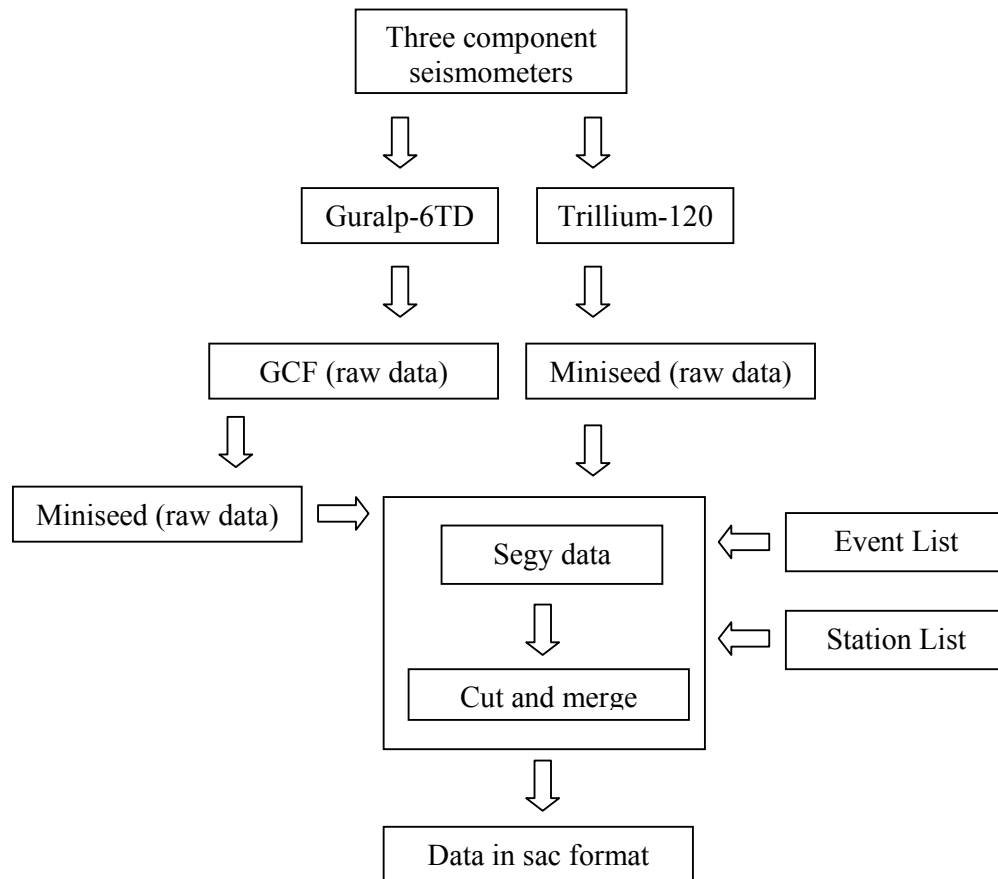 Three component
seismometers
Guralp-6TD
Trillium-120
GCF (raw data)
Miniseed (raw data)
Miniseed (raw data)
Segy data
Event List
Station List
Cut and merge
Data in sac format